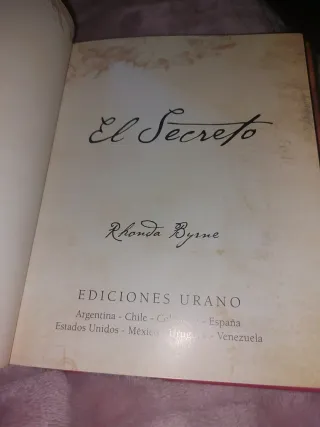 El Secreto
Rhonda Byrne
EDICIONES URANO
Argentina - Chile - - España
Estados Unidos - México - - Venezuela